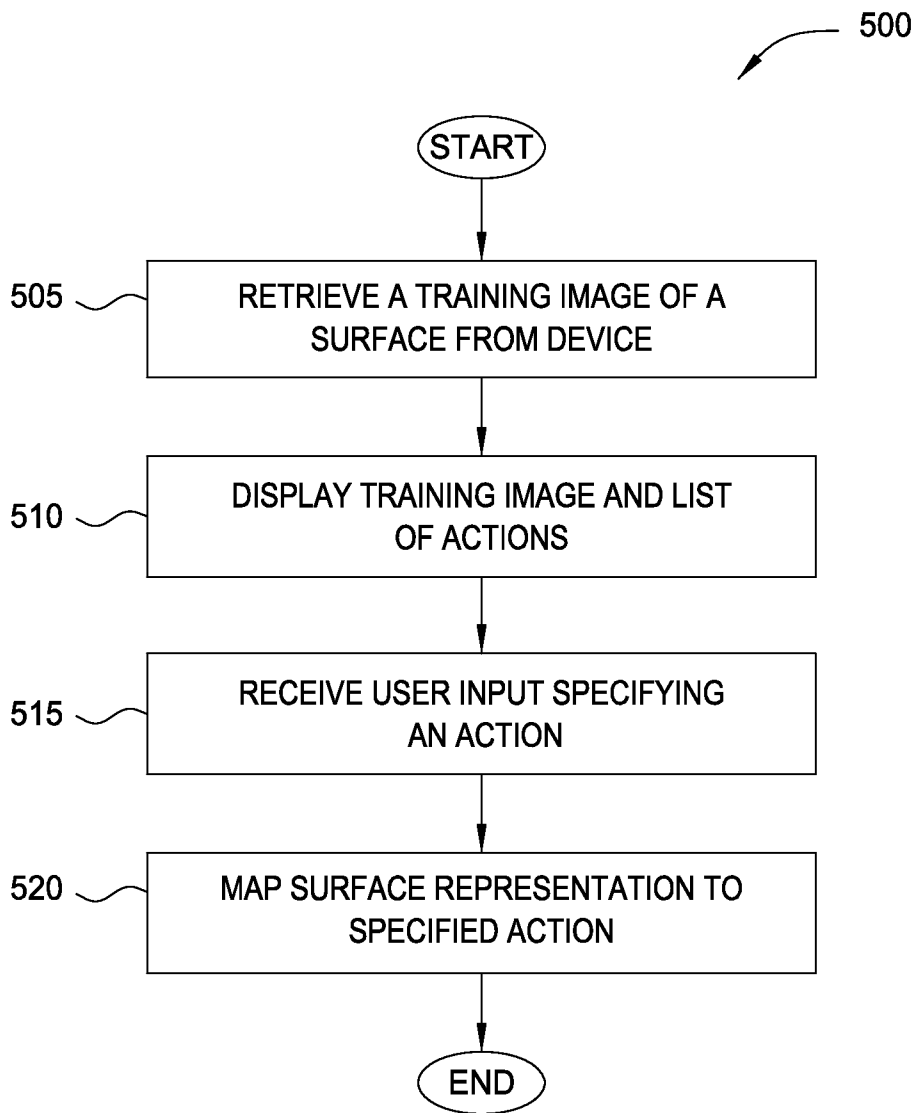 500
START
505
RETRIEVE A TRAINING IMAGE OF A
SURFACE FROM DEVICE
510
DISPLAY TRAINING IMAGE AND LIST
OF ACTIONS
515
RECEIVE USER INPUT SPECIFYING
AN ACTION
520
MAP SURFACE REPRESENTATION TO
SPECIFIED ACTION
END